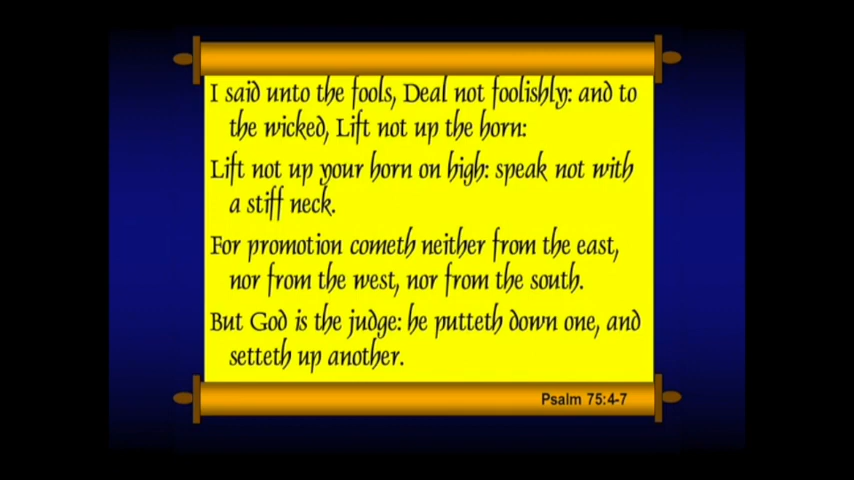 I said unto the fools, Deal not foolishly: and to
the wicked, Lift not up the horn:
Lift not up your horn on high: speak not with
a stiff neck.
For promotion cometh neither from the east,
nor from the west, nor from the south.
But God is the judge: he putteth down one, and
setteth up another.
Psalm 75:4-7